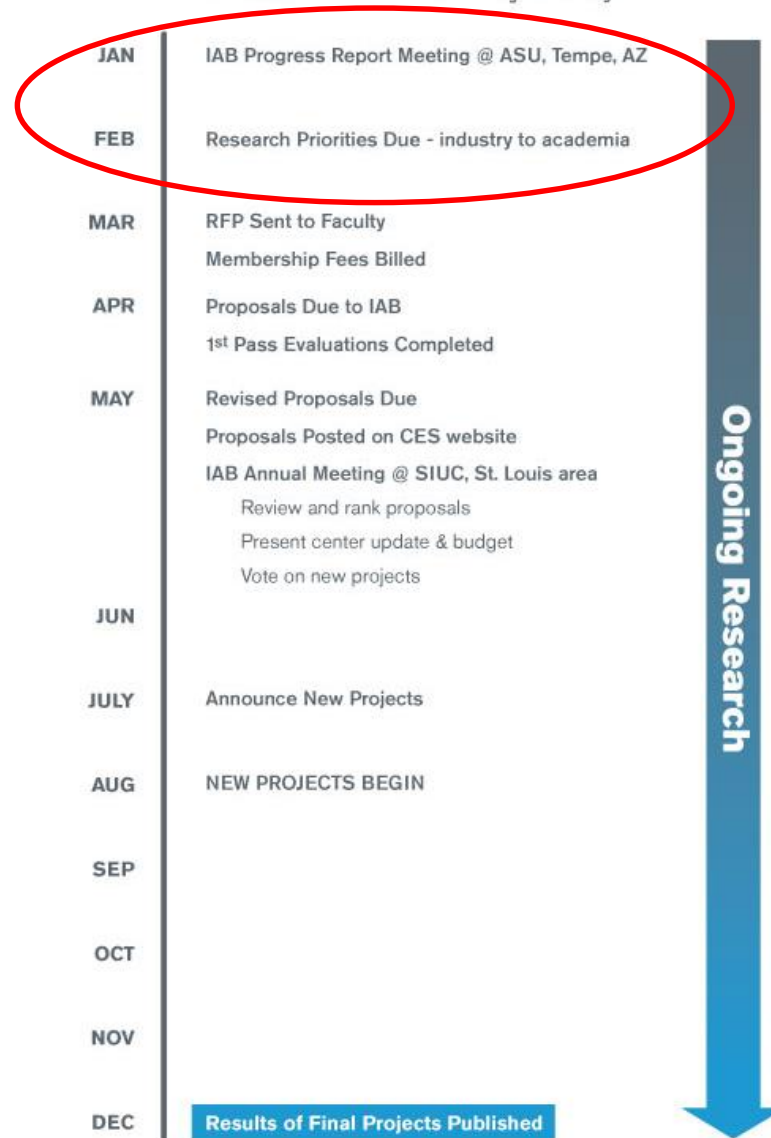 JAN IAB Progress Report Meeting @ ASU, Tempe, AZ
FEB Research Priorities Due - industry to academia
MAR RFP Sent to Faculty
Membership Fees Billed
APR Proposals Due to IAB
1st Pass Evaluations Completed
MAY Revised Proposals Due
Proposals Posted on CES website
IAB Annual Meeting @ SIUC, St. Louis area
Review and rank proposals
Present center update & budget
Vote on new projects
JUN
JULY Announce New Projects
AUG NEW PROJECTS BEGIN
SEP
OCT
NOV
DEC Results of Final Projects Published
Ongoing Research